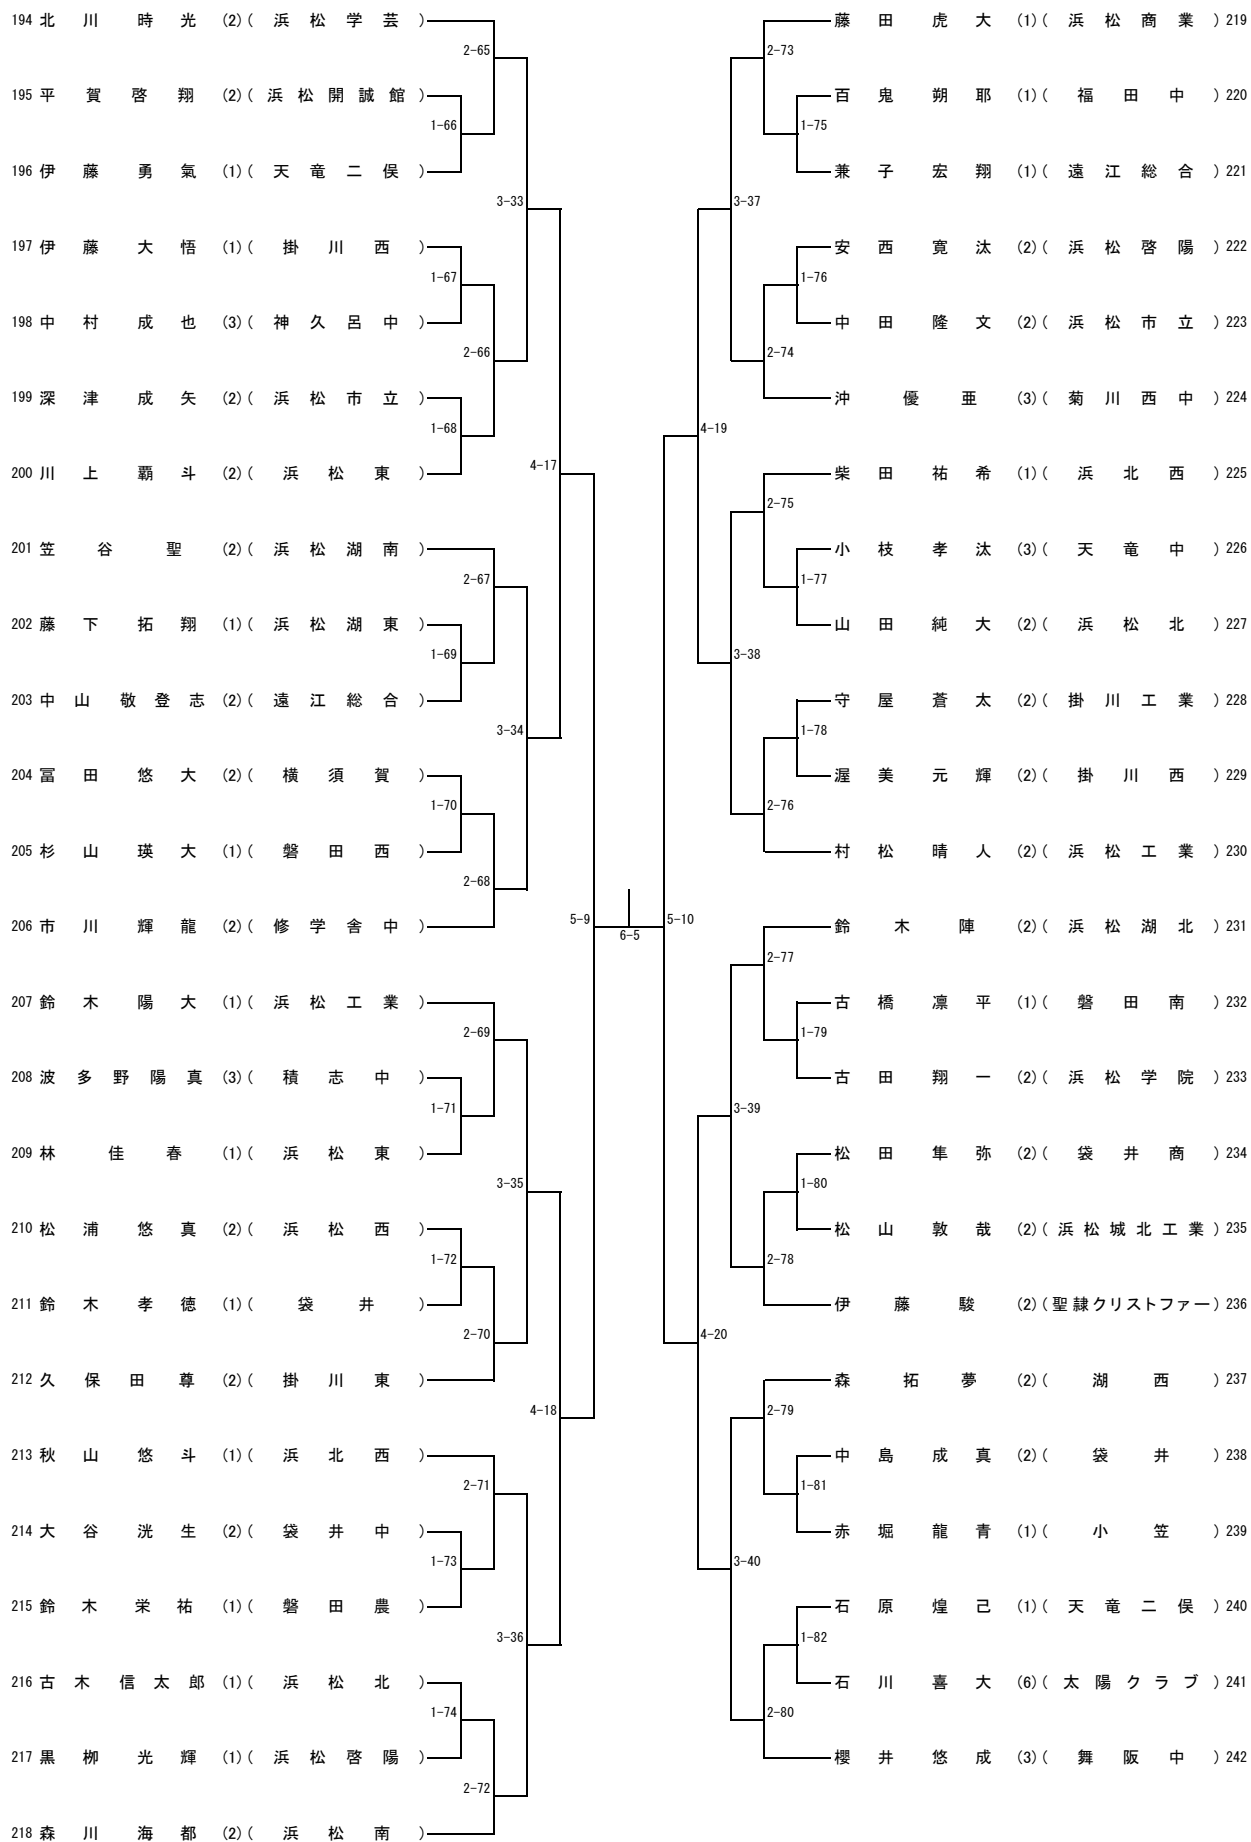 194 北川 時光 (2) ( 浜松学芸 )
2-65
195 平賀 啓翔 (2) ( 浜松開誠館 )
1-66
196 伊藤 勇氣 (1) ( 天竜二俣 )
3-33
197 伊藤 大悟 (1) ( 掛川西 )
1-67
198 中村 成也 (3) ( 神久呂中 )
2-66
199 深津 成矢 (2) ( 浜松市立 )
1-68
200 川上 覇斗 (2) ( 浜松東 )
4-17
201 笠谷 聖 (2) ( 浜松湖南 )
2-67
202 藤下 拓翔 (1) ( 浜松湖東 )
1-69
203 中山 敬登志 (2) ( 遠江総合 )
3-34
204 冨田 悠大 (2) ( 横須賀 )
1-70
205 杉山 瑛大 (1) ( 磐田西 )
2-68
206 市川 輝龍 (2) ( 修学舎中 )
5-9
207 鈴木 陽大 (1) ( 浜松工業 )
2-69
208 波多野陽真 (3) ( 積志中 )
1-71
209 林 佳春 (1) ( 浜松東 )
3-35
210 松浦 悠真 (2) ( 浜松西 )
1-72
211 鈴木 孝徳 (1) ( 袋井 )
2-70
212 久保田 尊 (2) ( 掛川東 )
4-18
213 秋山 悠斗 (1) ( 浜北西 )
2-71
214 大谷 洸生 (2) ( 袋井中 )
1-73
215 鈴木 栄祐 (1) ( 磐田農 )
3-36
216 古木 信太郎 (1) ( 浜松北 )
1-74
217 黒栁 光輝 (1) ( 浜松啓陽 )
2-72
218 森川 海都 (2) ( 浜松南 )
6-5
藤田 虎大 (1) ( 浜松商業 ) 219
2-73
百鬼 朔耶 (1) ( 福田中 ) 220
1-75
兼子 宏翔 (1) ( 遠江総合 ) 221
3-37
安西 寛汰 (2) ( 浜松啓陽 ) 222
1-76
中田 隆文 (2) ( 浜松市立 ) 223
2-74
沖 優亜 (3) ( 菊川西中 ) 224
4-19
柴田 祐希 (1) ( 浜北西 ) 225
2-75
小枝 孝汰 (3) ( 天竜中 ) 226
1-77
山田 純大 (2) ( 浜松北 ) 227
3-38
守屋 蒼太 (2) ( 掛川工業 ) 228
1-78
渥美 元輝 (2) ( 掛川西 ) 229
2-76
村松 晴人 (2) ( 浜松工業 ) 230
5-10
鈴木 陣 (2) ( 浜松湖北 ) 231
2-77
古橋 凛平 (1) ( 磐田南 ) 232
1-79
古田 翔一 (2) ( 浜松学院 ) 233
3-39
松田 隼弥 (2) ( 袋井商 ) 234
1-80
松山 敦哉 (2) ( 浜松城北工業 ) 235
2-78
伊藤 駿 (2) ( 聖隷クリストファー ) 236
4-20
森 拓夢 (2) ( 湖西 ) 237
2-79
中島 成真 (2) ( 袋井 ) 238
1-81
赤堀 龍青 (1) ( 小笠 ) 239
3-40
石原 煌己 (1) ( 天竜二俣 ) 240
1-82
石川 喜大 (6) ( 太陽クラブ ) 241
2-80
櫻井 悠成 (3) ( 舞阪中 ) 242